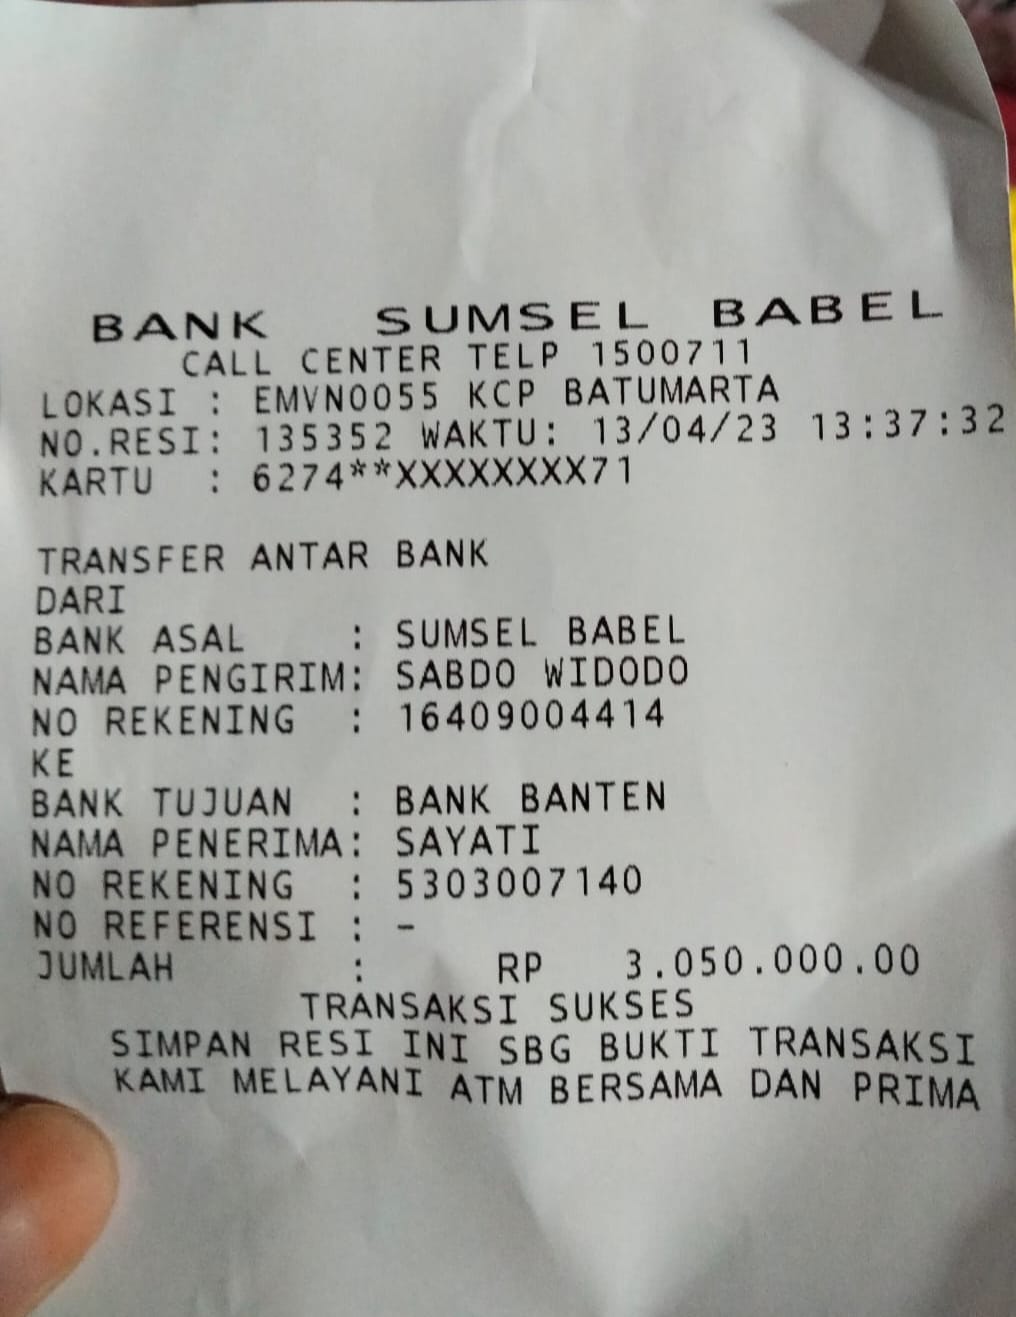 BANK SUMSEL BABEL
CALL CENTER TELP 1500711
LOKASI : EMVN0055 KCP BATUMARTA
NO.RESI: 135352 WAKTU: 13/04/23 13:37:32
KARTU : 6274**XXXXXXXXX71
TRANSFER ANTAR BANK
DARI
BANK ASAL : SUMSEL BABEL
NAMA PENGIRIM: SABDO WIDODO
NO REKENING : 16409004414
KE
BANK TUJUAN : BANK BANTEN
NAMA PENERIMA: SAYATI
NO REKENING : 5303007140
NO REFERENSI : -
JUMLAH : RP 3.050.000.00
TRANSAKSI SUKSES
SIMPAN RESI INI SBG BUKTI TRANSAKSI
KAMI MELAYANI ATM BERSAMA DAN PRIMA